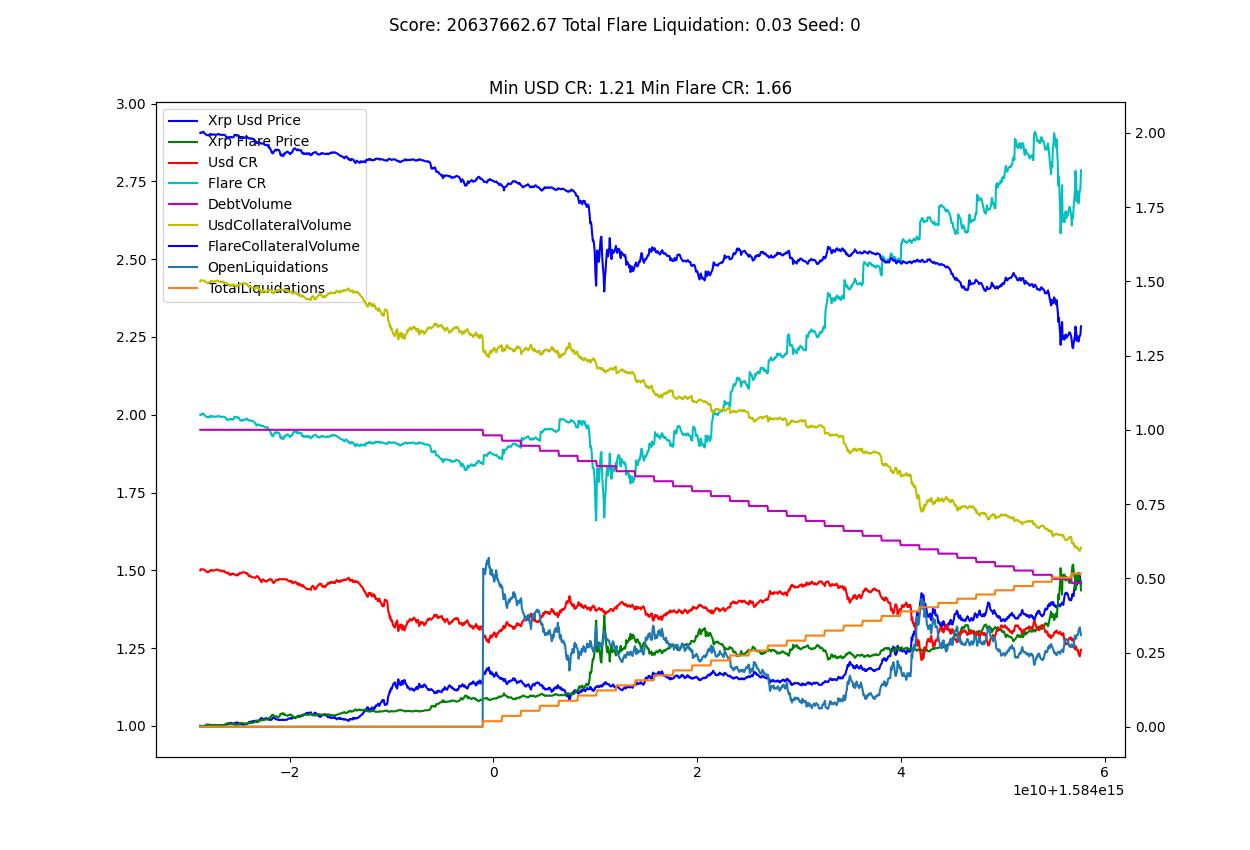 Score: 20637662.67 Total Flare Liquidation: 0.03 Seed: 0
Min USD CR: 1.21 Min Flare CR: 1.66
Xrp Usd Price
Xrp Flare Price
Usd CR
Flare CR
DebtVolume
UsdCollateralVolume
FlareCollateralVolume
OpenLiquidations
TotalLiquidations
3.00
2.75
2.50
2.25
2.00
1.75
1.50
1.25
1.00
2.00
1.75
1.50
1.25
1.00
0.75
0.50
0.25
0.00
−2
0
2
4
6
1e10+1.584e15